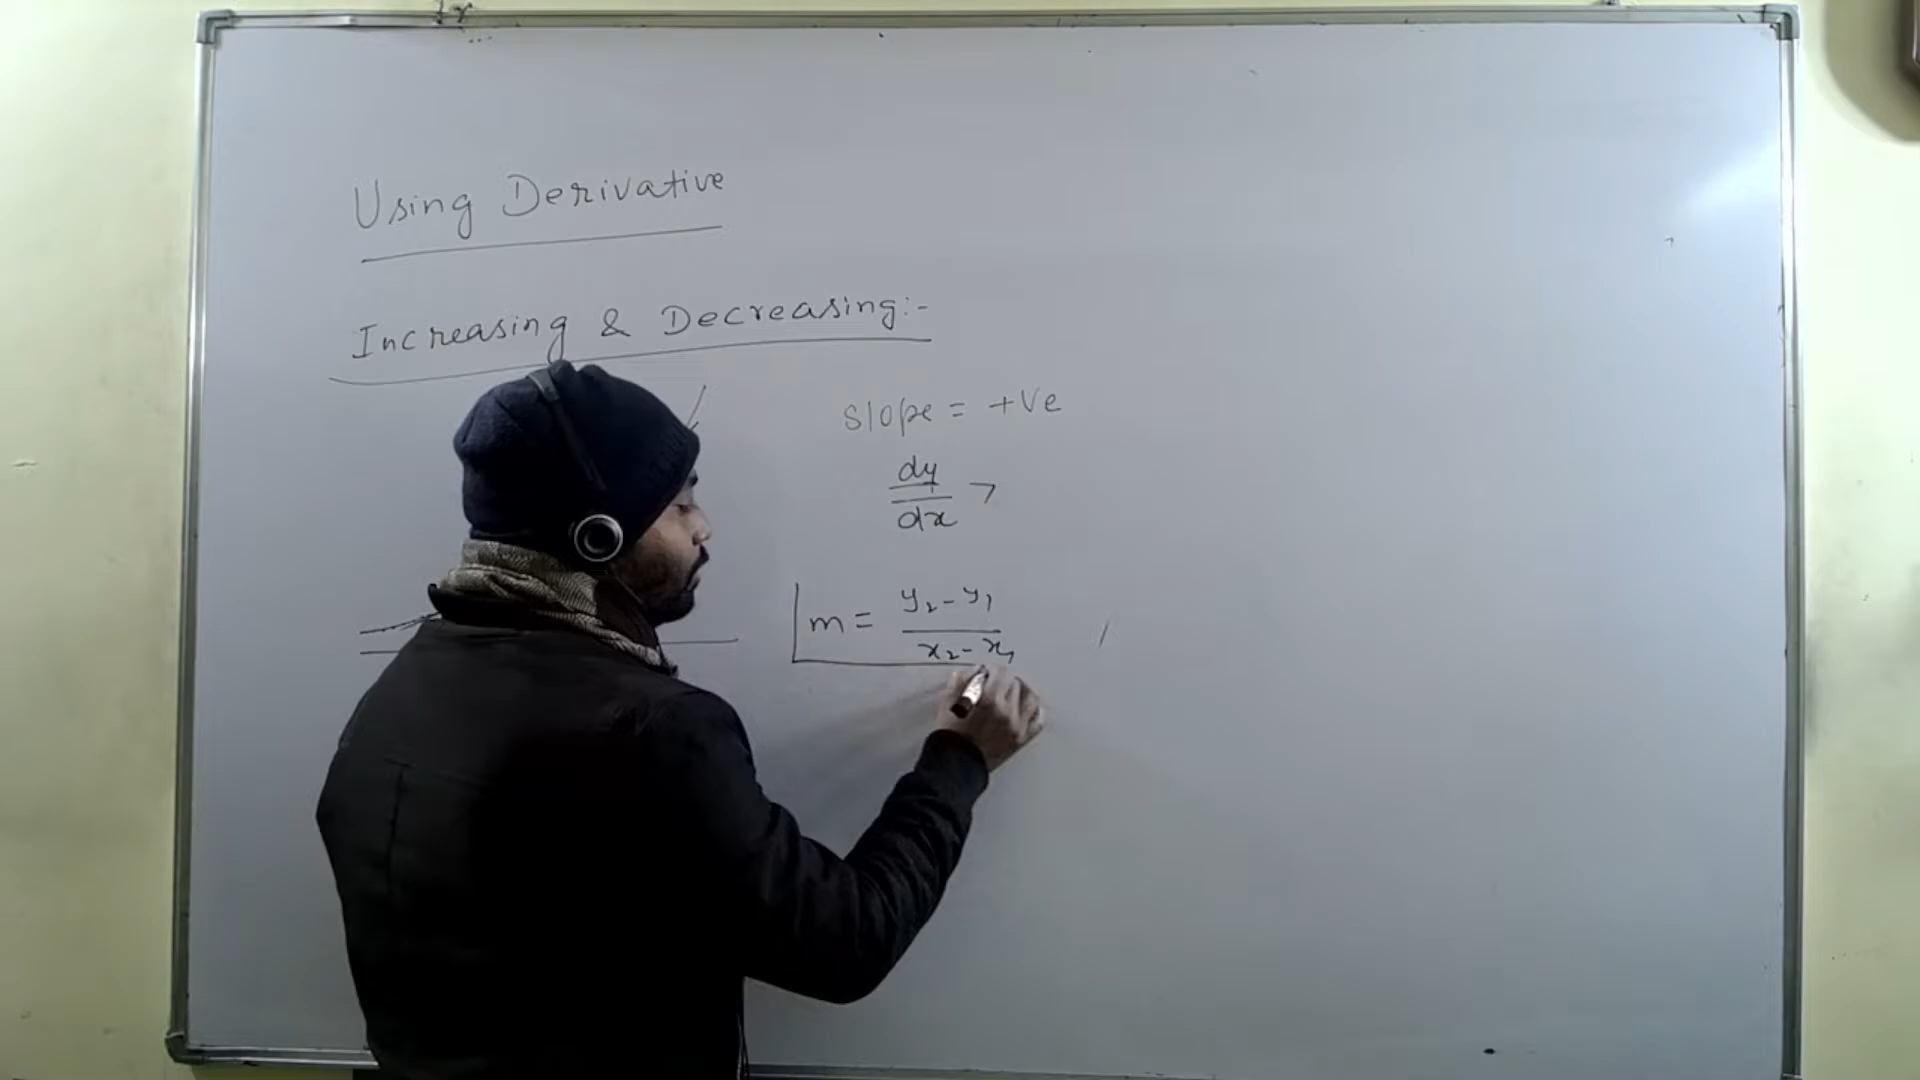 Using Derivative
Increasing & Decreasing:-
slope = +ve
dy/dx >
m = y₂-y₁/x₂-x₁